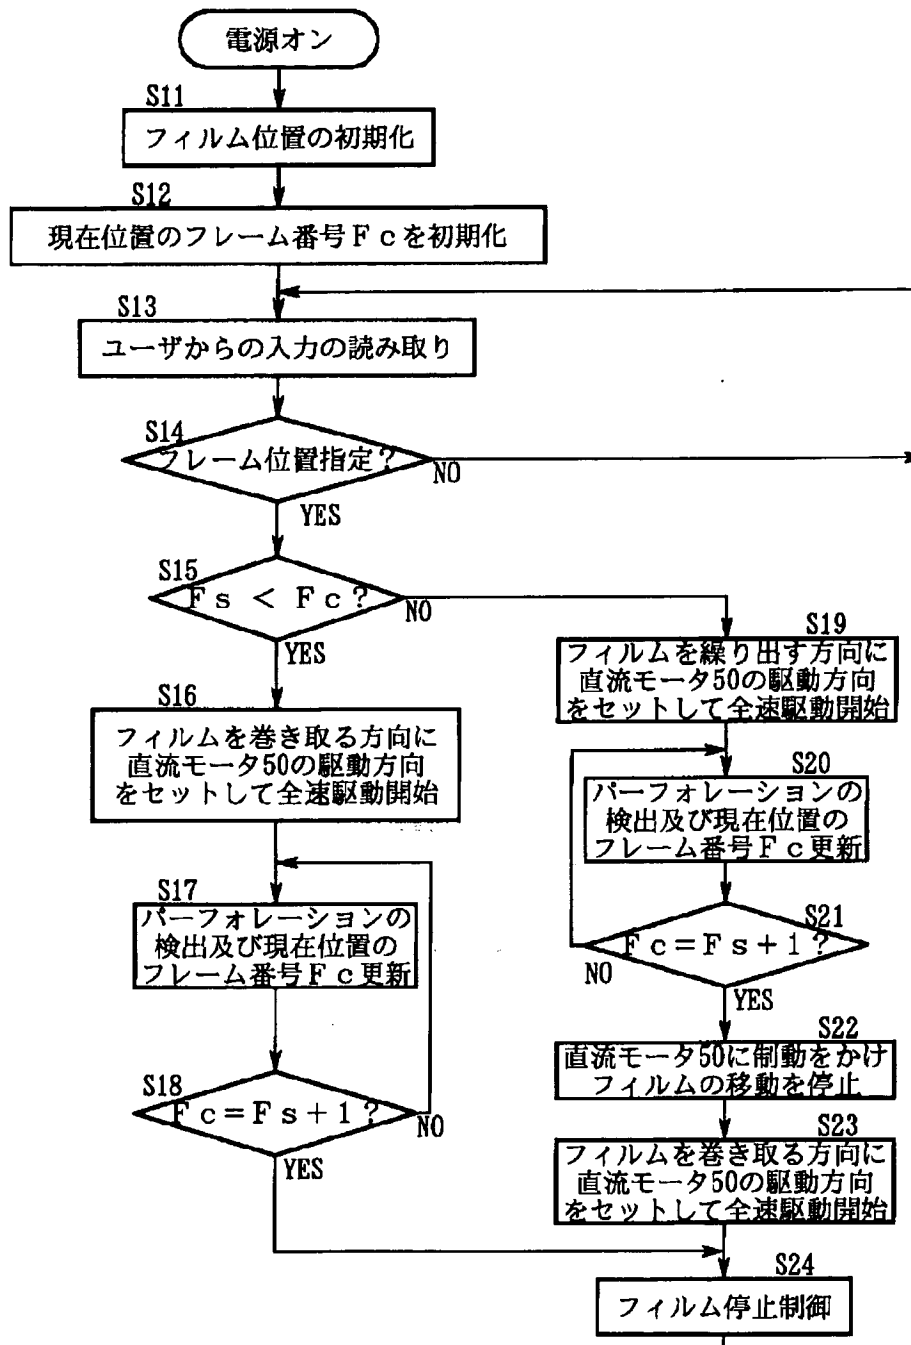 電源オン
S11
フィルム位置の初期化
S12
現在位置のフレーム番号Fcを初期化
S13
ユーザからの入力の読み取り
S14
フレーム位置指定?
NO
YES
S15
Fs < Fc?
NO
YES
S16
フィルムを巻き取る方向に
直流モータ50の駆動方向
をセットして全速駆動開始
S17
パーフォレーションの
検出及び現在位置の
フレーム番号Fc更新
S18
Fc=Fs+1?
NO
YES
S19
フィルムを繰り出す方向に
直流モータ50の駆動方向
をセットして全速駆動開始
S20
パーフォレーションの
検出及び現在位置の
フレーム番号Fc更新
S21
Fc=Fs+1?
NO
YES
S22
直流モータ50に制動をかけ
フィルムの移動を停止
S23
フィルムを巻き取る方向に
直流モータ50の駆動方向
をセットして全速駆動開始
S24
フィルム停止制御